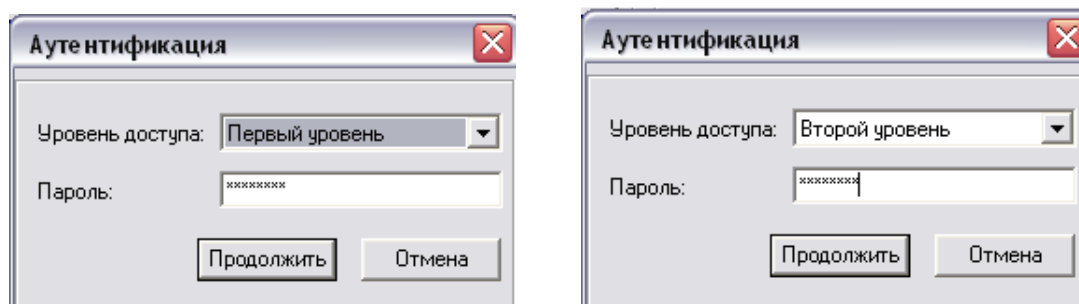 Аутентификация
Уровень доступа: Первый уровень
Пароль: ××××××××
Продолжить Отмена
Аутентификация
Уровень доступа: Второй уровень
Пароль: ××××××××
Продолжить Отмена